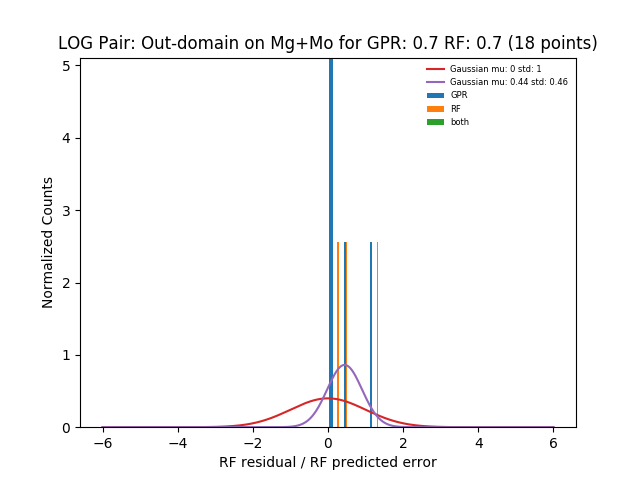 LOG Pair: Out-domain on Mg+Mo for GPR: 0.7 RF: 0.7 (18 points)
Gaussian mu: 0 std: 1
Gaussian mu: 0.44 std: 0.46
GPR
RF
both
Normalized Counts
5
4
3
2
1
0
−6 −4 −2 0 2 4 6
RF residual / RF predicted error